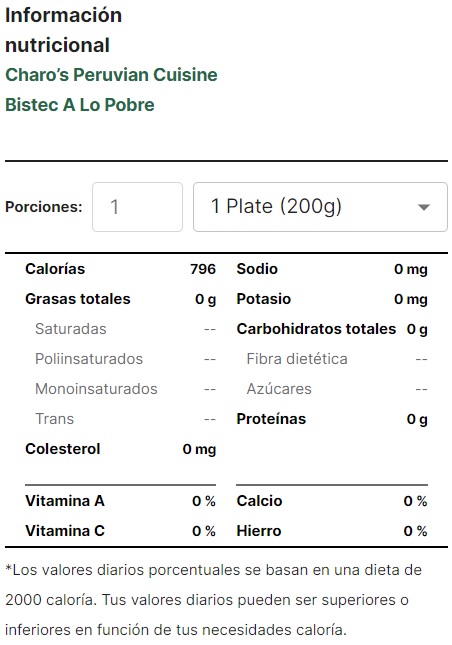 Información
nutricional
Charo's Peruvian Cuisine
Bistec A Lo Pobre
Porciones: 1 1 Plate (200g)
Calorías 796 Sodio 0 mg
Grasas totales 0 g Potasio 0 mg
Saturadas -- Carbohidratos totales 0 g
Poliinsaturados -- Fibra dietética --
Monoinsaturados -- Azúcares --
Trans -- Proteínas 0 g
Colesterol 0 mg
Vitamina A 0 % Calcio 0 %
Vitamina C 0 % Hierro 0 %
*Los valores diarios porcentuales se basan en una dieta de
2000 caloría. Tus valores diarios pueden ser superiores o
inferiores en función de tus necesidades caloría.